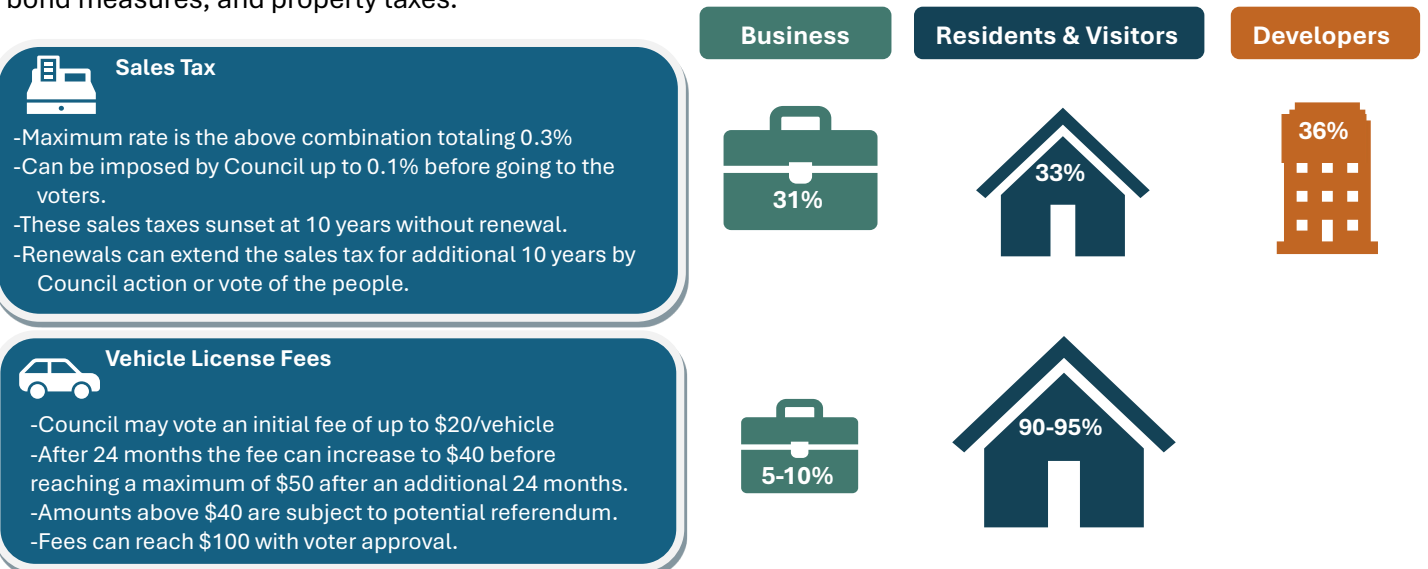 bond measures, and property taxes.
Business
Residents & Visitors
Developers
Sales Tax
-Maximum rate is the above combination totaling 0.3%
-Can be imposed by Council up to 0.1% before going to the
voters.
-These sales taxes sunset at 10 years without renewal.
-Renewals can extend the sales tax for additional 10 years by
Council action or vote of the people.
31%
33%
36%
Vehicle License Fees
-Council may vote an initial fee of up to $20/vehicle
-After 24 months the fee can increase to $40 before
reaching a maximum of $50 after an additional 24 months.
-Amounts above $40 are subject to potential referendum.
-Fees can reach $100 with voter approval.
5-10%
90-95%